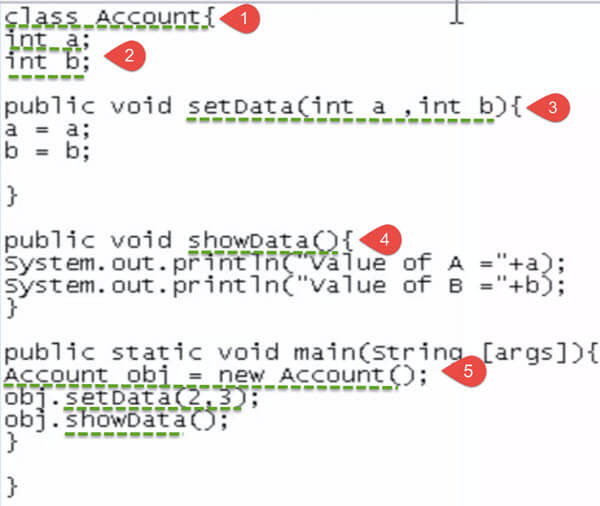 class Account{ 1
int a;
int b; 2
public void setData(int a ,int b){ 3
a = a;
b = b;
}
public void showData(){ 4
System.out.println("Value of A ="+a);
System.out.println("Value of B ="+b);
}
public static void main(String [args]){
Account obj = new Account(); 5
obj.setData(2,3);
obj.showData();
}
}